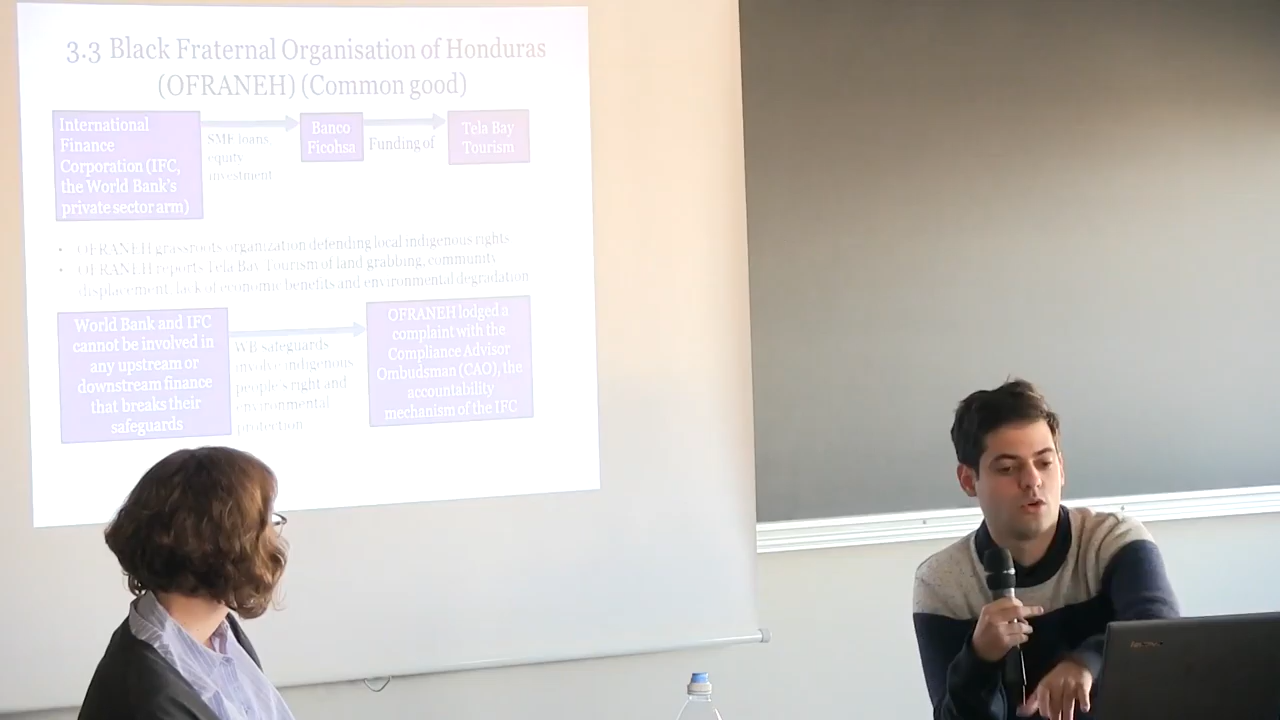 3.3 Black Fraternal Organisation of Honduras
(OFRANEH) (Common good)
International
Finance
Corporation (IFC,
the World Bank's
private sector arm)
SME loans
equity
investment
Banco
Ficohsa
Funding of
Tela Bay
Tourism
• OFRANEH grassroots organization defending local indigenous rights
• OFRANEH reports Tela Bay Tourism of land grabbing, community
displacement, lack of economic benefits and environmental degradation
World Bank and IFC
cannot be involved in
any upstream or
downstream finance
that breaks their
safeguards
WB safeguards
involve indigenous
people's right and
environmental
protection
OFRANEH lodged a
complaint with the
Compliance Advisor
Ombudsman (CAO), the
accountability
mechanism of the IFC